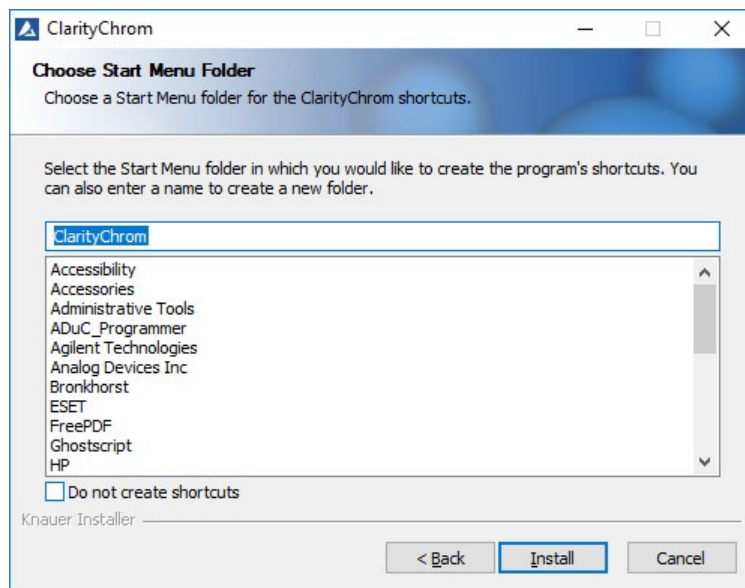 ClarityChrom
Choose Start Menu Folder
Choose a Start Menu folder for the ClarityChrom shortcuts.
Select the Start Menu folder in which you would like to create the program's shortcuts. You
can also enter a name to create a new folder.
ClarityChrom
Accessibility
Accessories
Administrative Tools
ADuC_Programmer
Agilent Technologies
Analog Devices Inc
Bronkhorst
ESET
FreePDF
Ghostscript
HP
Do not create shortcuts
Knauer Installer
< Back Install Cancel